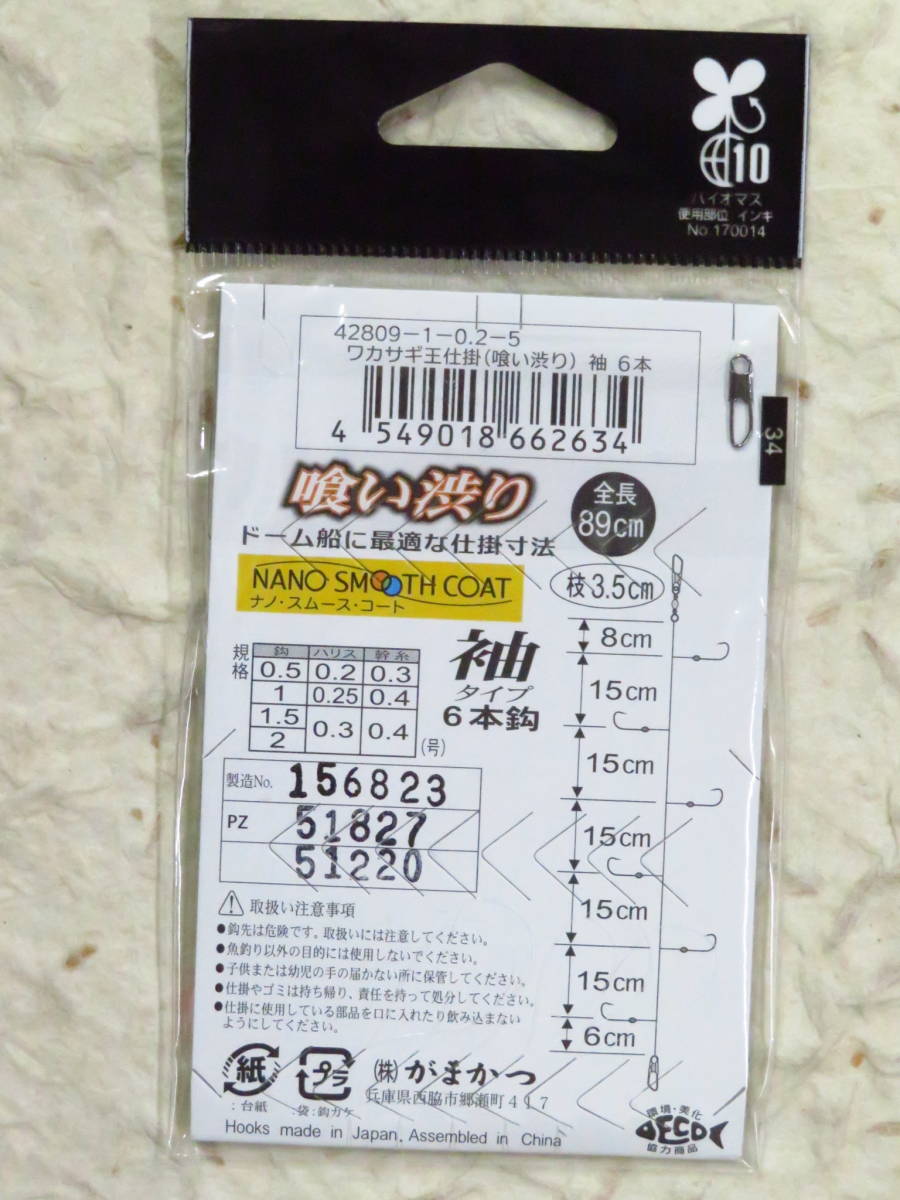 10
バイオマス
使用部位 インキ
No.170014
42809-1-0.2-5
ワカサギ王仕掛(喰い渋り) 袖 6本
4 549018 662634
34
喰い渋り
全長
89cm
ドーム船に最適な仕掛寸法
NANO SMOOTH COAT
ナノ・スムース・コート
枝3.5cm
袖
タイプ
6本鈎
規格
鈎 ハリス 幹糸
0.5 0.2 0.3
1 0.25 0.4
1.5
2 0.3 0.4
(号)
8cm
15cm
15cm
15cm
15cm
15cm
6cm
製造No. 156823
PZ 51827
51220
取扱い注意事項
●鈎先は危険です。取扱いには注意してください。
●魚釣り以外の目的には使用しないでください。
●子供または幼児の手の届かない所に保管してください。
●仕掛やゴミは持ち帰り、責任を持って処分してください。
●仕掛に使用している部品を口に入れたり飲み込まない
ようにしてください。
紙
:台紙
プラ
:袋:鈎カケ
(株)がまかつ
兵庫県西脇市郷瀬町417
Hooks made in Japan, Assembled in China
環境・美化
ECO
協力商品